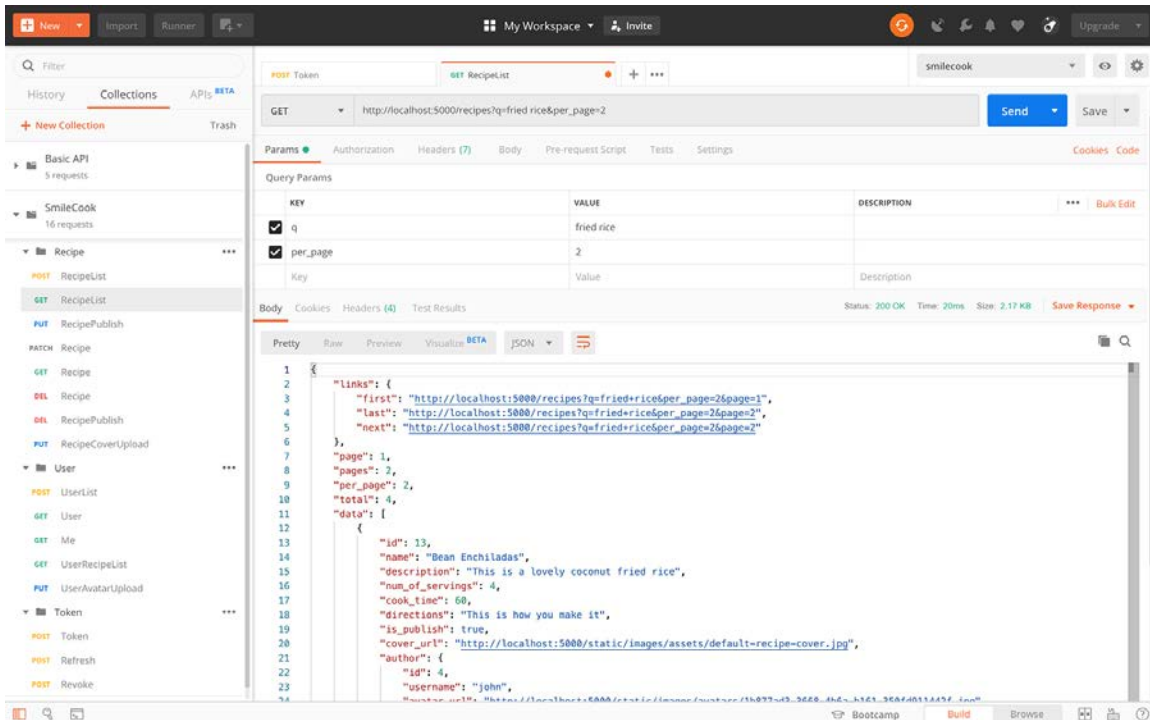 New Import Runner My Workspace Invite Upgrade
Filter
History Collections APIs BETA
+ New Collection Trash
Basic API
5 requests
SmileCook
16 requests
Recipe
POST RecipeList
GET RecipeList
PUT RecipePublish
PATCH Recipe
GET Recipe
DEL Recipe
DEL RecipePublish
PUT RecipeCoverUpload
User
POST UserList
GET User
GET Me
GET UserRecipeList
PUT UserAvatarUpload
Token
POST Token
POST Refresh
POST Revoke
POST Token GET RecipeList + smilecook
GET http://localhost:5000/recipes?q=fried rice&per_page=2 Send Save
Params Authorization Headers (7) Body Pre-request Script Tests Settings Cookies Code
Query Params
KEY VALUE DESCRIPTION Bulk Edit
q fried rice
per_page 2
Key Value Description
Body Cookies Headers (4) Test Results Status: 200 OK Time: 20ms Size: 2.17 KB Save Response
Pretty Raw Preview Visualize BETA JSON
1 {
2 "links": {
3 "first": "http://localhost:5000/recipes?q=fried+rice&per_page=2&page=1",
4 "last": "http://localhost:5000/recipes?q=fried+rice&per_page=2&page=2",
5 "next": "http://localhost:5000/recipes?q=fried+rice&per_page=2&page=2"
6 },
7 "page": 1,
8 "pages": 2,
9 "per_page": 2,
10 "total": 4,
11 "data": [
12 {
13 "id": 13,
14 "name": "Bean Enchiladas",
15 "description": "This is a lovely coconut fried rice",
16 "num_of_servings": 4,
17 "cook_time": 60,
18 "directions": "This is how you make it",
19 "is_publish": true,
20 "cover_url": "http://localhost:5000/static/images/assets/default-recipe-cover.jpg",
21 "author": {
22 "id": 4,
23 "username": "john",
Bootcamp Build Browse